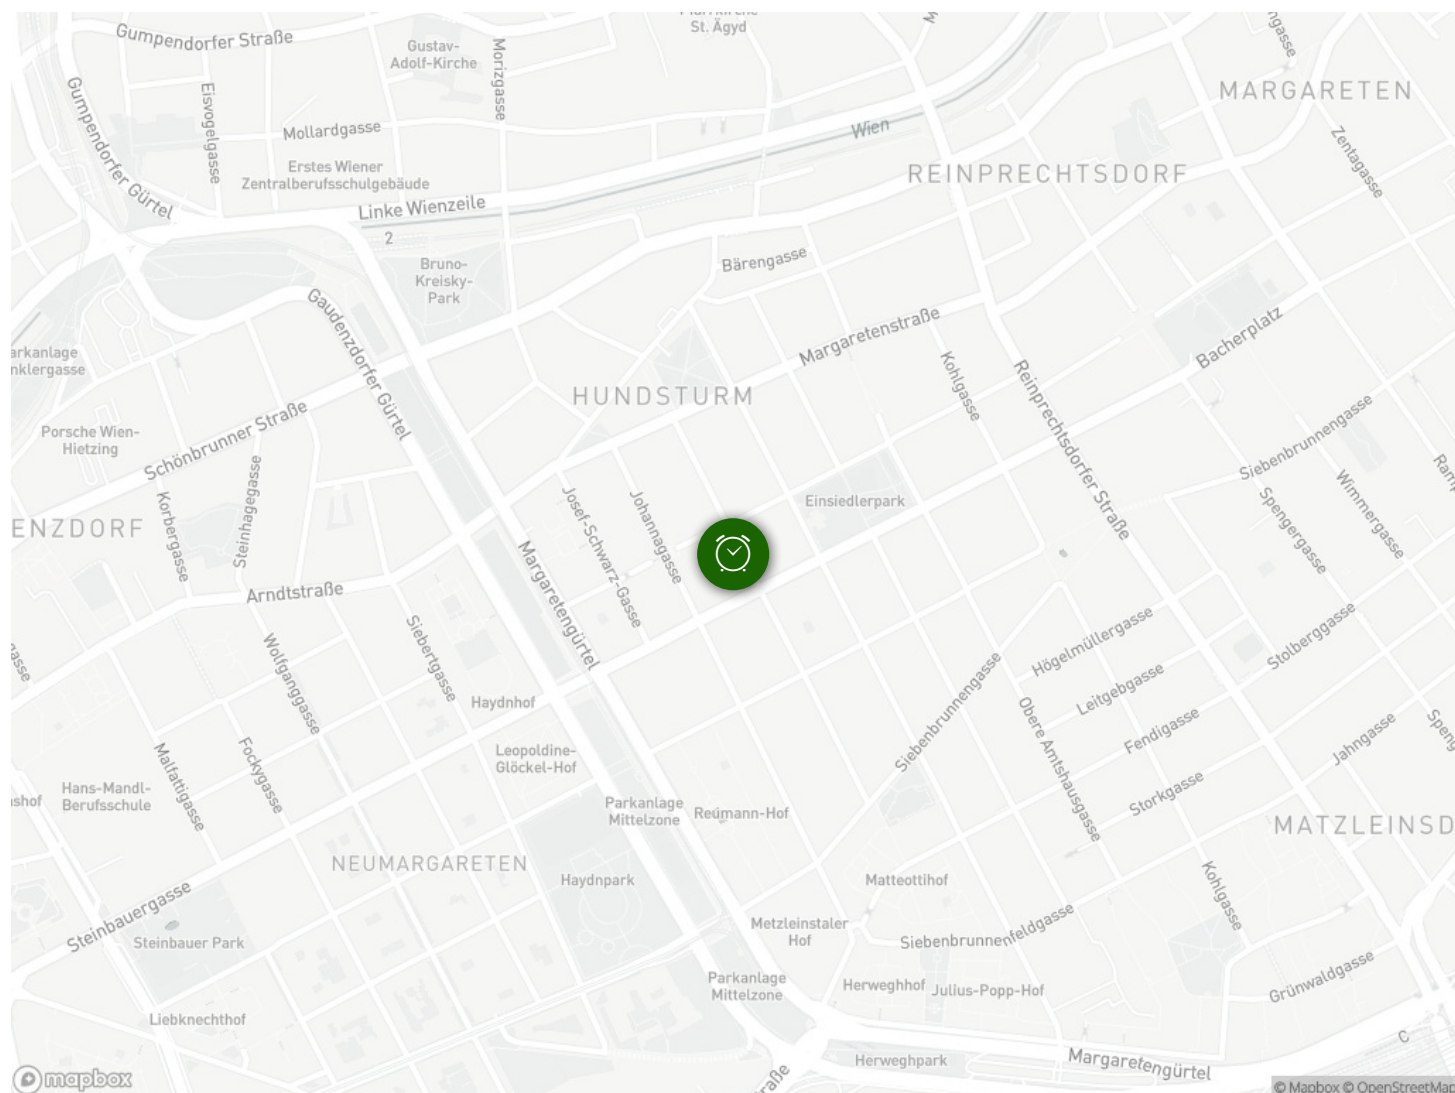 Gumpendorfer Straße
Gustav-
Adolf-Kirche
Morizgasse
St. Ägyd
MARGARETEN
Gumpendorfer Gürtel
Eisvogelgasse
Mollardgasse
Wien
Zentagasse
Erstes Wiener
Zentralberufsschulgebäude
REINPRECHTSDORF
Linke Wienzeile
2
Bärengasse
Bruno-
Kreisky-
Park
Gaudenzdorfer Gürtel
Margaretenstraße
Bacherplatz
Kohlgasse
Reinprechtsdorfer Straße
HUNDSTURM
Schönbrunner Straße
Porsche Wien-
Hietzing
Siebenbrunnengasse
Korbergasse
Steinhagegasse
Josef-Schwarz-Gasse
Johannagasse
Einsiedlerpark
Spengergasse
Wimmergasse
Margaretengürtel
Arndtstraße
Siebertgasse
Wolfganggasse
Högelmüllergasse
Stolberggasse
Leitgebgasse
Haydnhof
Siebenbrunnengasse
Obere Amtshausgasse
Fendigasse
Jahngasse
Leopoldine-
Glöckel-Hof
Malfattigasse
Fockygasse
Hans-Mandl-
Berufsschule
Parkanlage
Mittelzone
Reumann-Hof
Storkgasse
MATZLEINSD
NEUMARGARETEN
Haydnpark
Matteottihof
Kohlgasse
Steinbauergasse
Steinbauer Park
Metzleinstaler
Hof
Siebenbrunnenfeldgasse
Parkanlage
Mittelzone
Herweghhof
Julius-Popp-Hof
Grünwaldgasse
Liebknechthof
Herweghpark
Margaretengürtel
C
mapbox
© Mapbox © OpenStreetMap